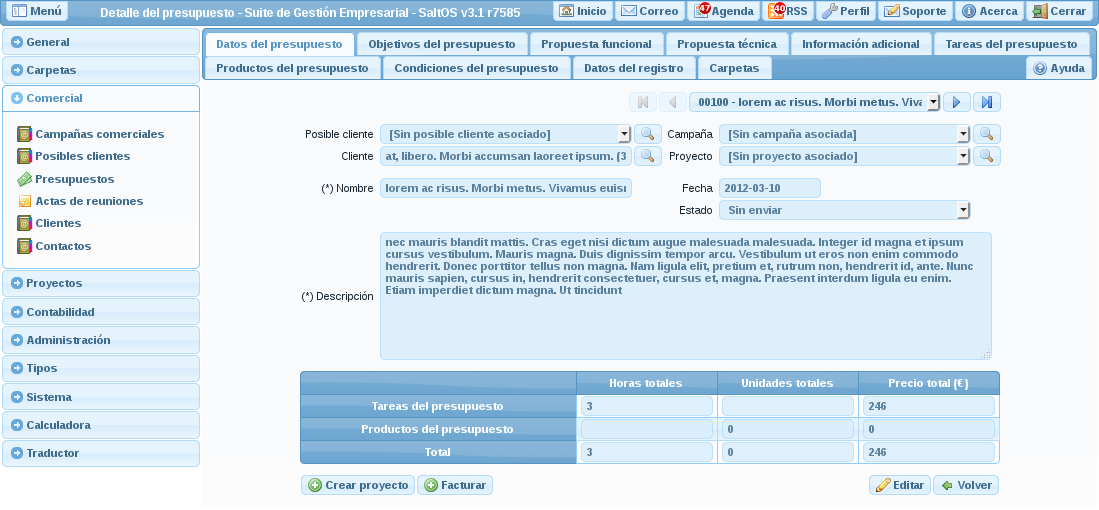 Menú
Detalle del presupuesto - Suite de Gestión Empresarial - SaltOS v3.1 r7585
Inicio
Correo
47
Agenda
40
RSS
Perfil
Soporte
Acerca
Cerrar
General
Carpetas
Comercial
Campañas comerciales
Posibles clientes
Presupuestos
Actas de reuniones
Clientes
Contactos
Proyectos
Contabilidad
Administración
Tipos
Sistema
Calculadora
Traductor
Datos del presupuesto
Objetivos del presupuesto
Propuesta funcional
Propuesta técnica
Información adicional
Tareas del presupuesto
Productos del presupuesto
Condiciones del presupuesto
Datos del registro
Carpetas
Ayuda
00100 - lorem ac risus. Morbi metus. Viva
Posible cliente
[Sin posible cliente asociado]
Campaña
[Sin campaña asociada]
Cliente
at, libero. Morbi accumsan laoreet ipsum. (3
Proyecto
[Sin proyecto asociado]
(*) Nombre
lorem ac risus. Morbi metus. Vivamus euisi
Fecha
2012-03-10
Estado
Sin enviar
(*) Descripción
nec mauris blandit mattis. Cras eget nisi dictum augue malesuada malesuada. Integer id magna et ipsum
cursus vestibulum. Mauris magna. Duis dignissim tempor arcu. Vestibulum ut eros non enim commodo
hendrerit. Donec porttitor tellus non magna. Nam ligula elit, pretium et, rutrum non, hendrerit id, ante. Nunc
mauris sapien, cursus in, hendrerit consectetuer, cursus et, magna. Praesent interdum ligula eu enim.
Etiam imperdiet dictum magna. Ut tincidunt
Horas totales
Unidades totales
Precio total (€)
Tareas del presupuesto
3
246
Productos del presupuesto
0
0
Total
3
0
246
Crear proyecto
Facturar
Editar
Volver